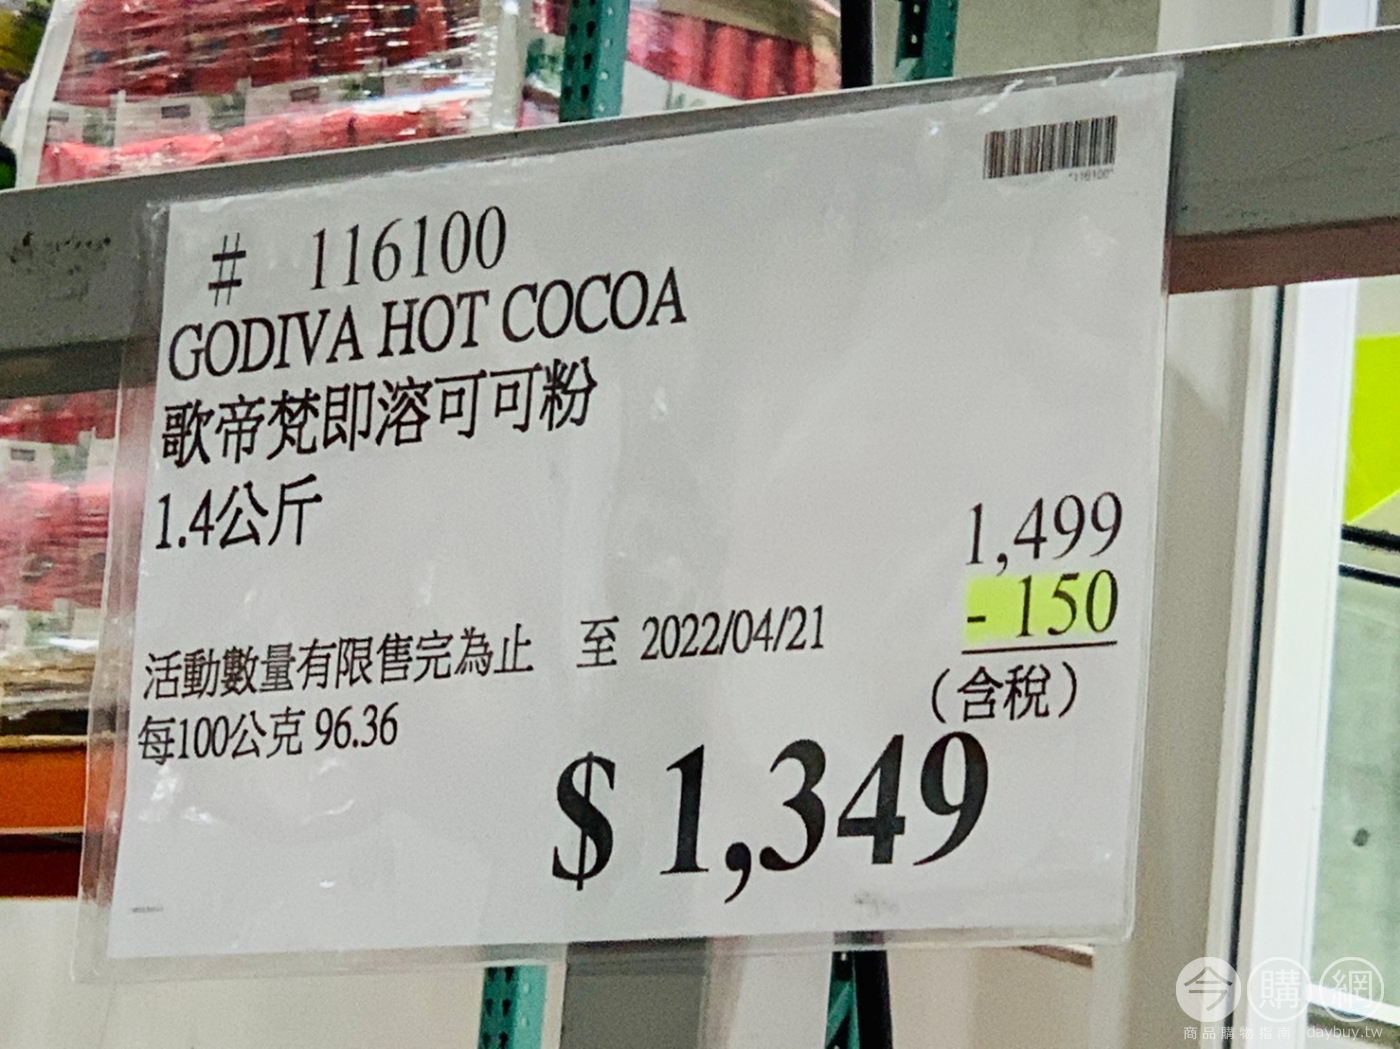 "116100"
# 116100
GODIVA HOT COCOA
歌帝梵即溶可可粉
1.4公斤
1,499
- 150
活動數量有限售完為止 至 2022/04/21
(含稅)
每100公克 96.36
$ 1,349
今購網
商品購物指南 daybuy.tw